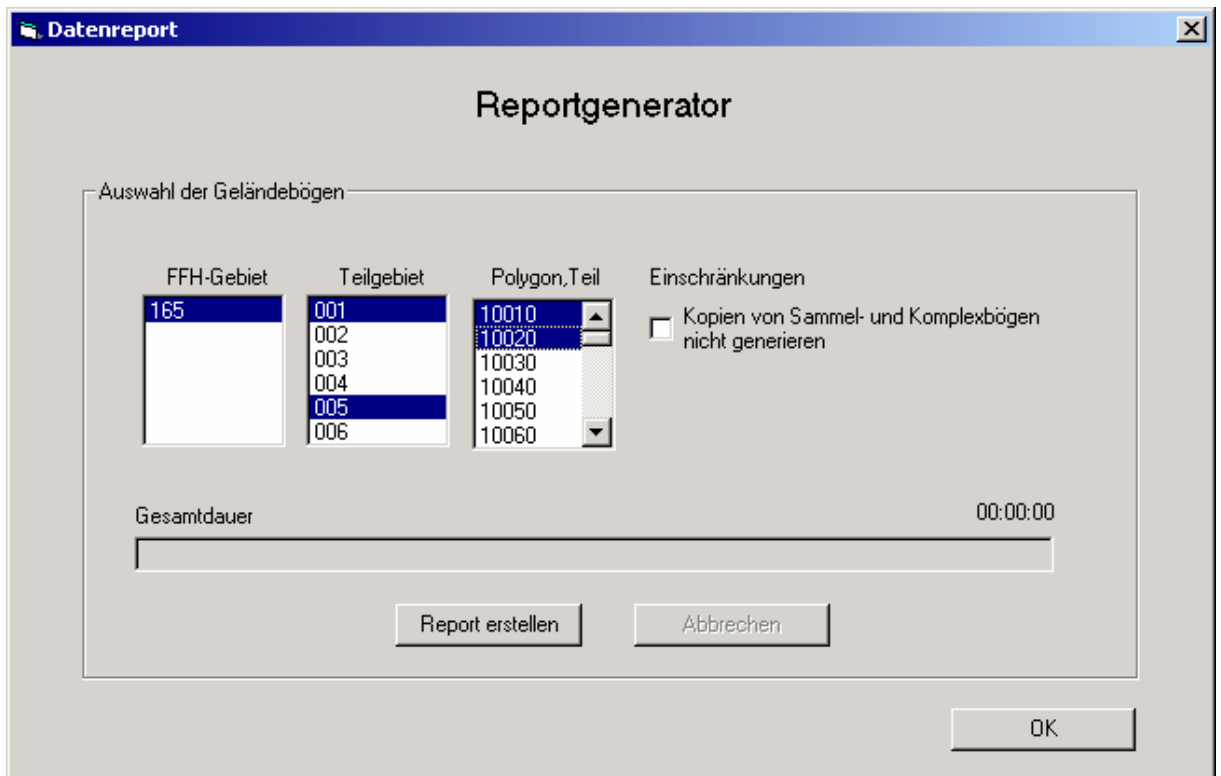 Datenreport
Reportgenerator
Auswahl der Geländebögen
FFH-Gebiet
165
Teilgebiet
001
002
003
004
005
006
Polygon,Teil
10010
10020
10030
10040
10050
10060
Einschränkungen
Kopien von Sammel- und Komplexbögen
nicht generieren
Gesamtdauer
00:00:00
Report erstellen
Abbrechen
OK